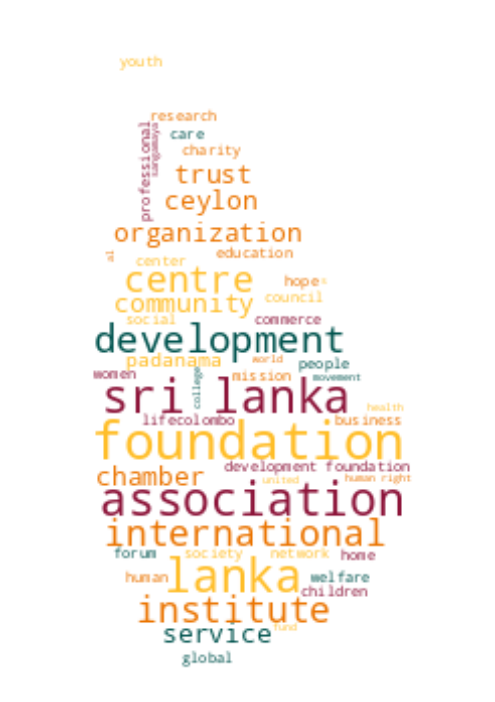 youth
research
professional
sangamaya
care
charity
trust
ceylon
organization
al
education
center
centre
hope
community
council
social
commerce
development
padanama
world
people
women
college
mission
movement
sri lanka
health
lifecolombo
business
foundation
development foundation
chamber
human right
united
association
international
forum
society
network
home
human
lanka
welfare
children
institute
fund
service
global